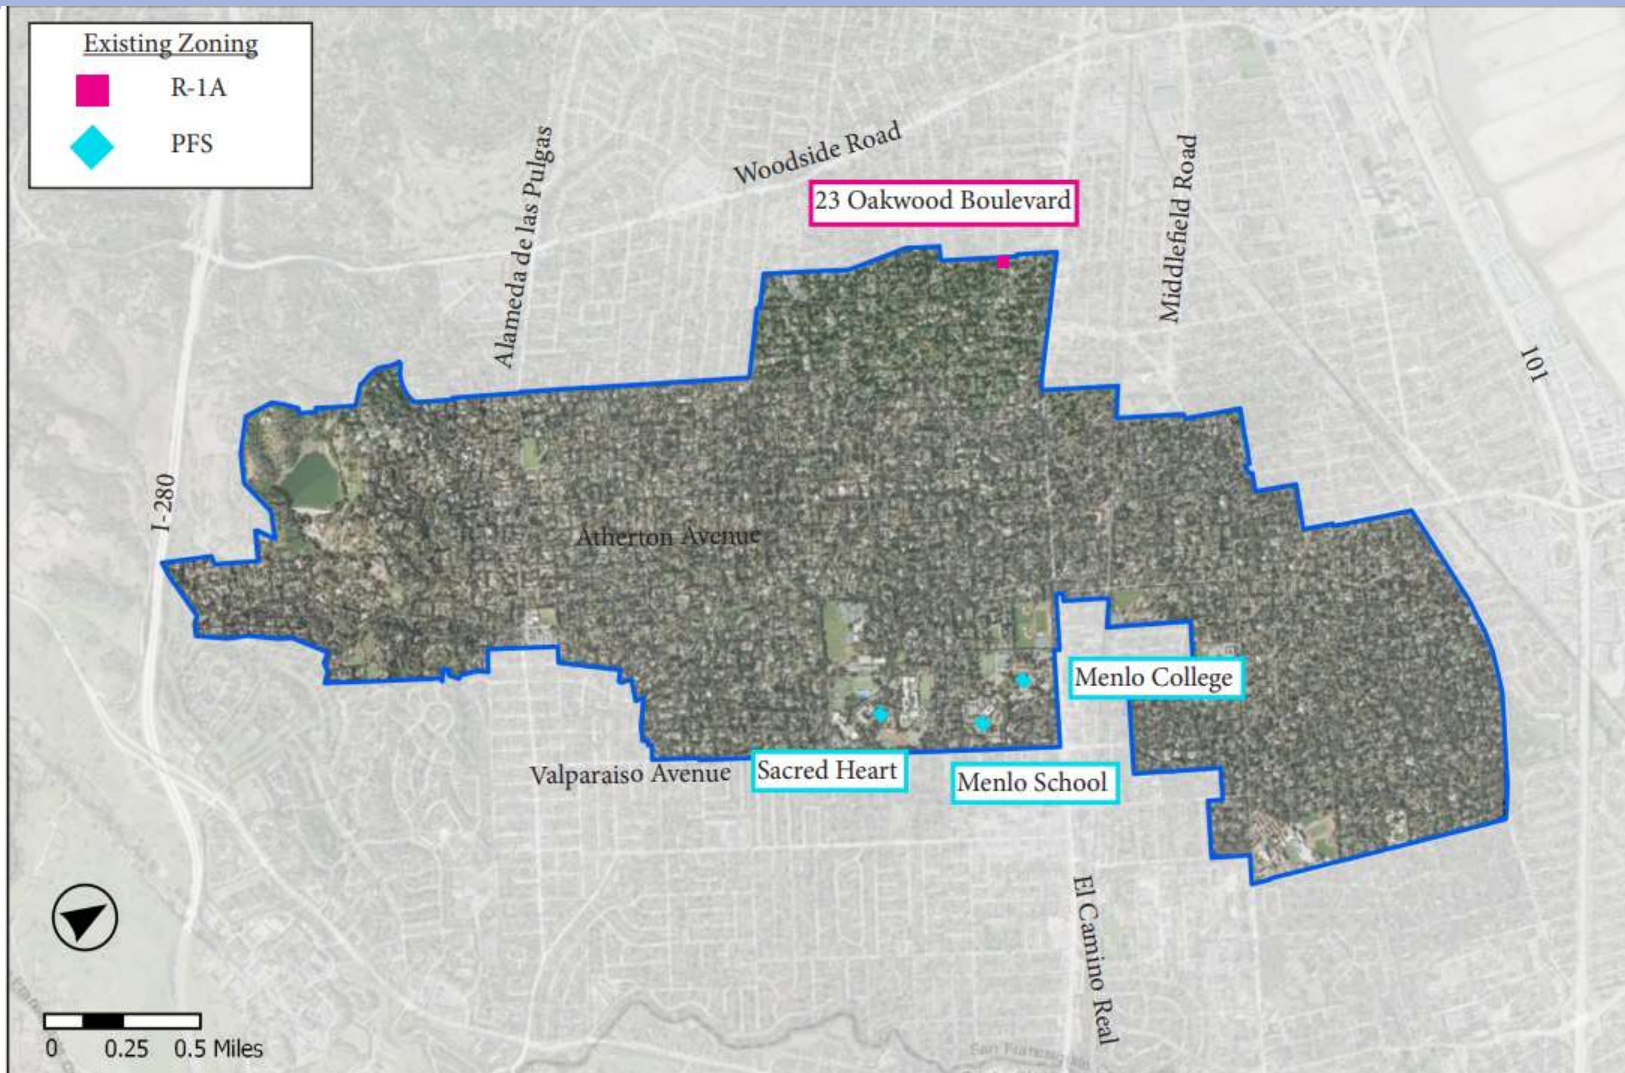 Existing Zoning
R-1A
PFS
Alameda de las Pulgas
Woodside Road
23 Oakwood Boulevard
Middlefield Road
101
I-280
Atherton Avenue
Menlo College
Valparaiso Avenue
Sacred Heart
Menlo School
El Camino Real
0 0.25 0.5 Miles